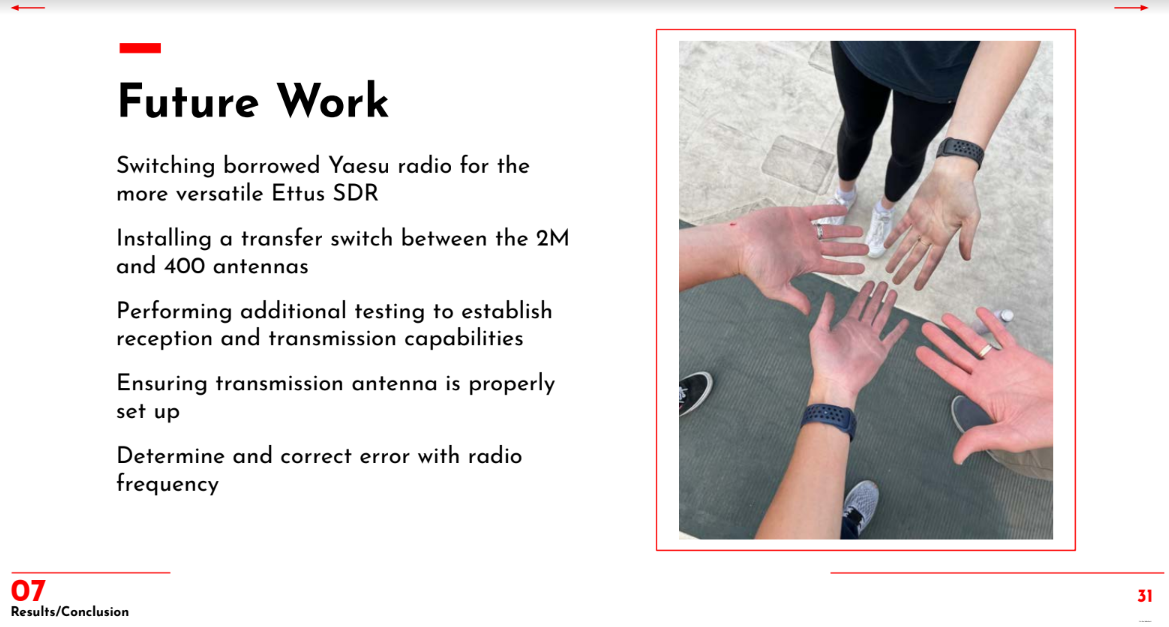 Future Work
Switching borrowed Yaesu radio for the
more versatile Ettus SDR
Installing a transfer switch between the 2M
and 400 antennas
Performing additional testing to establish
reception and transmission capabilities
Ensuring transmission antenna is properly
set up
Determine and correct error with radio
frequency
07
Results/Conclusion
31